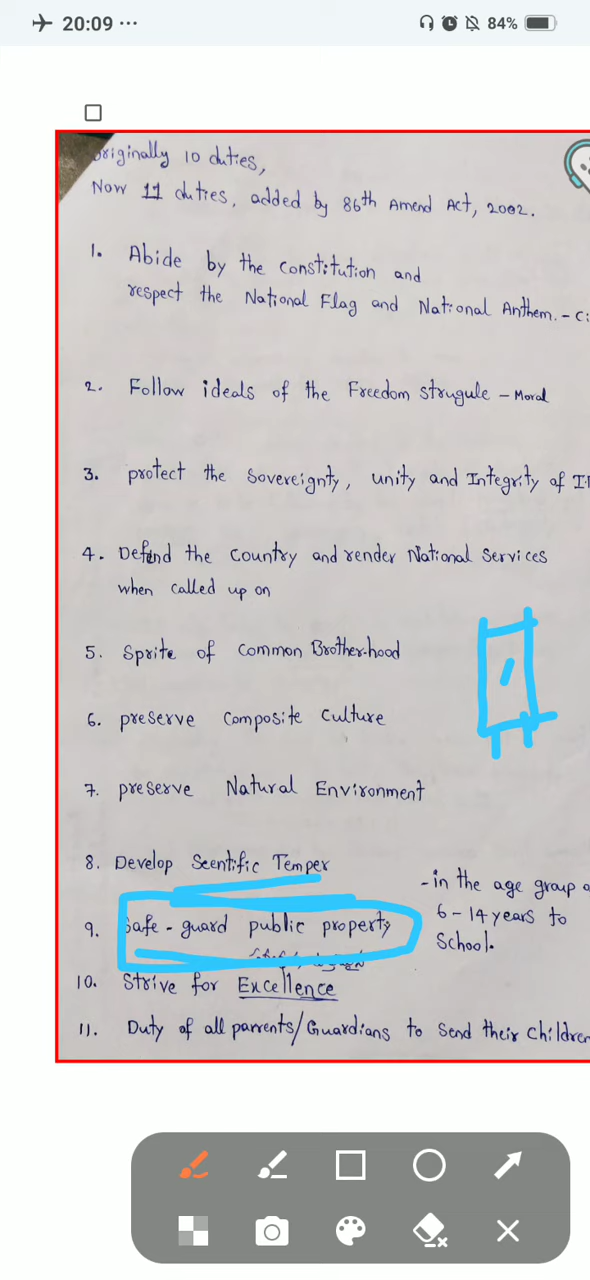 20:09 ...
84%
originally 10 duties,
Now 11 duties, added by 86th Amend Act, 2002.
1. Abide by the constitution and
respect the National Flag and National Anthem. - Ci
2. Follow ideals of the Freedom strugule - Moral
3. protect the Sovereignty, unity and Integrity of I
4. Defend the country and render National Services
when called up on
5. Sprite of common Brother-hood
6. preserve composite culture
7. preserve Natural Environment
8. Develop Scentific Temper
9. Safe-guard public property
10. Strive for Excellence
11. Duty of all parrents/Guardians to send their children
- in the age group
6-14 years to
School.